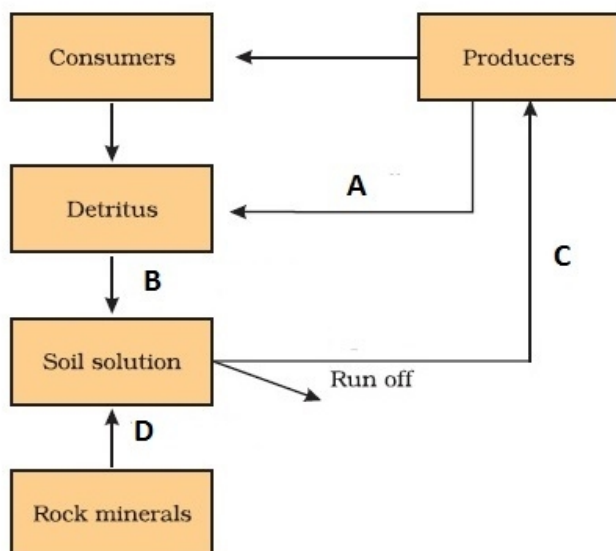 Consumers
Producers
A
Detritus
B
C
Soil solution
Run off
D
Rock minerals